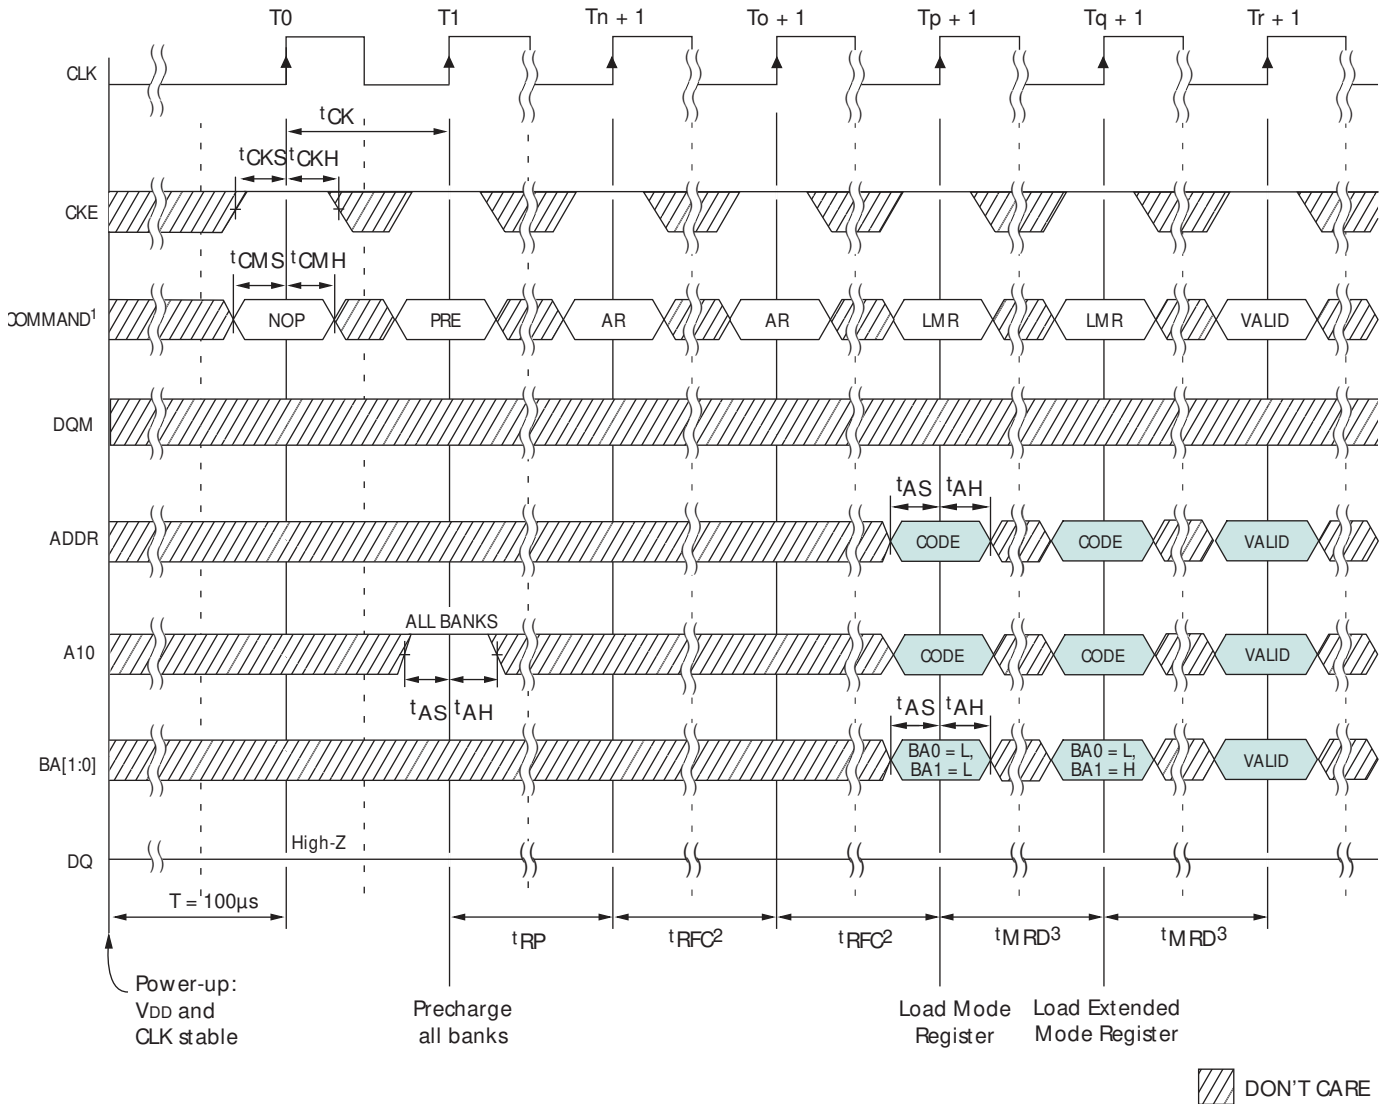 T0 T1 Tn + 1 To + 1 Tp + 1 Tq + 1 Tr + 1
CLK
tCK
tCKS tCKH
CKE
tCMS tCMH
OMMAND1 NOP PRE AR AR LMR LMR VALID
DQM
tAS tAH
ADDR CODE CODE VALID
ALL BANKS
A10 CODE CODE VALID
tAS tAH
tAS tAH
BA[1:0] BA0 = L, BA1 = L BA0 = L, BA1 = H VALID
High-Z
DQ
T = 100µs
tRP tRFC2 tRFC2 tMRD3 tMRD3
Power-up:
VDD and
CLK stable
Precharge
all banks
Load Mode
Register
Load Extended
Mode Register
DON'T CARE